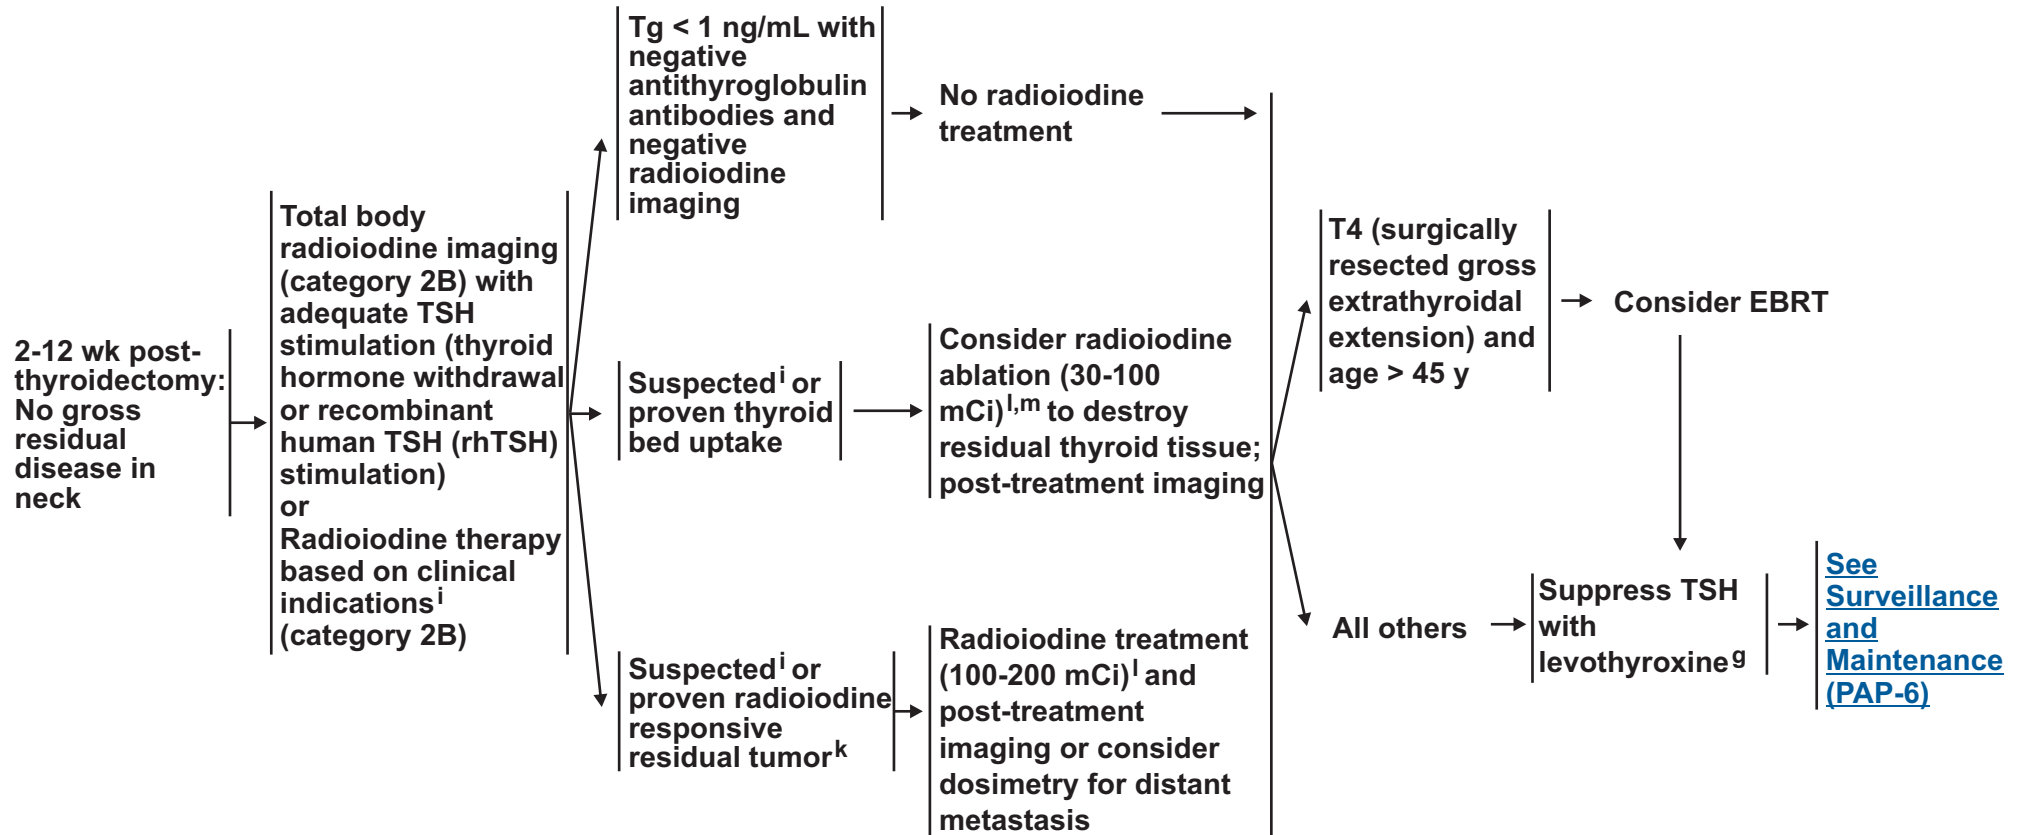 2-12 wk post-
thyroidectomy:
No gross
residual
disease in
neck
Total body
radioiodine imaging
(category 2B) with
adequate TSH
stimulation (thyroid
hormone withdrawal
or recombinant
human TSH (rhTSH)
stimulation)
or
Radioiodine therapy
based on clinical
indications i
(category 2B)
Tg < 1 ng/mL with
negative
antithyroglobulin
antibodies and
negative
radioiodine
imaging
No radioiodine
treatment
Suspected i or
proven thyroid
bed uptake
Consider radioiodine
ablation (30-100
mCi) l,m to destroy
residual thyroid tissue;
post-treatment imaging
Suspected i or
proven radioiodine
responsive
residual tumor k
Radioiodine treatment
(100-200 mCi) l and
post-treatment
imaging or consider
dosimetry for distant
metastasis
T4 (surgically
resected gross
extrathyroidal
extension) and
age > 45 y
Consider EBRT
All others
Suppress TSH
with
levothyroxine g
See
Surveillance
and
Maintenance
(PAP-6)